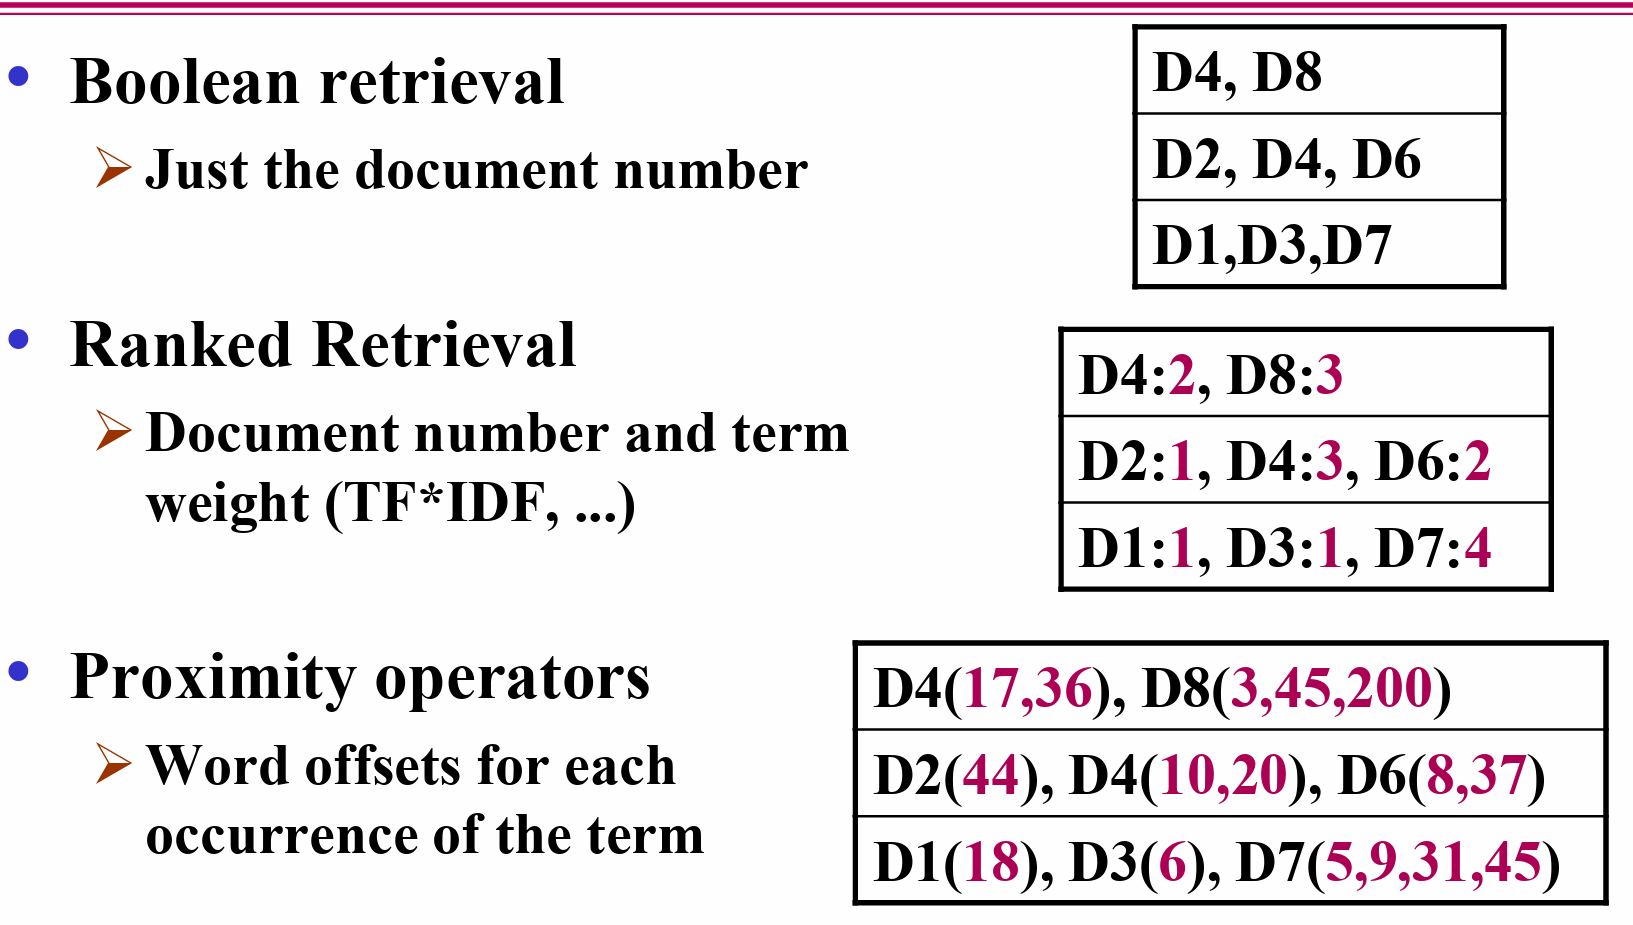 Boolean retrieval
Just the document number
D4, D8
D2, D4, D6
D1,D3,D7
Ranked Retrieval
Document number and term
weight (TF*IDF, ...)
D4:2, D8:3
D2:1, D4:3, D6:2
D1:1, D3:1, D7:4
Proximity operators
Word offsets for each
occurrence of the term
D4(17,36), D8(3,45,200)
D2(44), D4(10,20), D6(8,37)
D1(18), D3(6), D7(5,9,31,45)